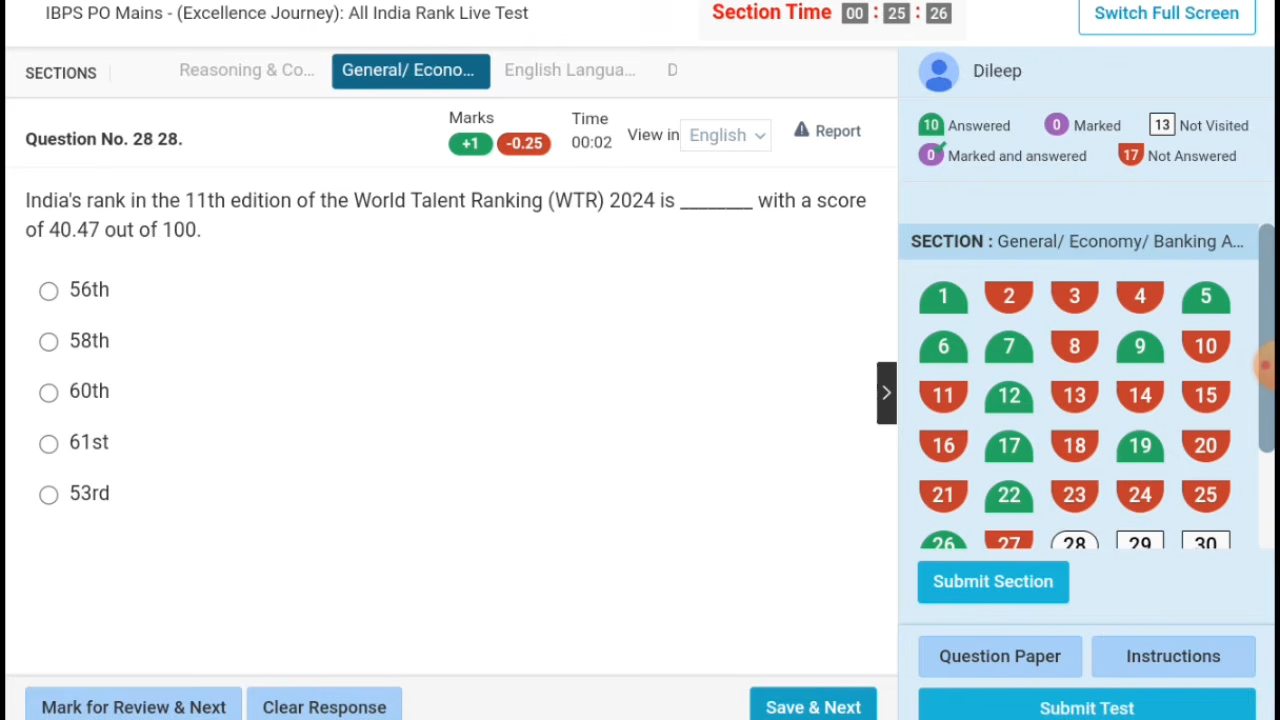 IBPS PO Mains - (Excellence Journey): All India Rank Live Test
Section Time 00 : 25 : 26
Switch Full Screen
SECTIONS
Reasoning & Co... General/ Econo... English Langua... D
Dileep
Question No. 28 28.
Marks
+1 -0.25
Time
00:02
View in English
Report
10 Answered 0 Marked 13 Not Visited
0 Marked and answered 17 Not Answered
India's rank in the 11th edition of the World Talent Ranking (WTR) 2024 is ________ with a score
of 40.47 out of 100.
56th
58th
60th
61st
53rd
SECTION : General/ Economy/ Banking A...
1 2 3 4 5
6 7 8 9 10
11 12 13 14 15
16 17 18 19 20
21 22 23 24 25
26 27 28 29 30
Submit Section
Question Paper Instructions
Mark for Review & Next Clear Response Save & Next
Submit Test